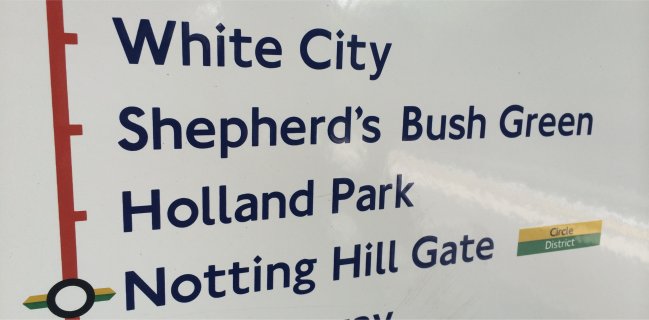 White City
Shepherd's Bush Green
Holland Park
Notting Hill Gate
Circle
District